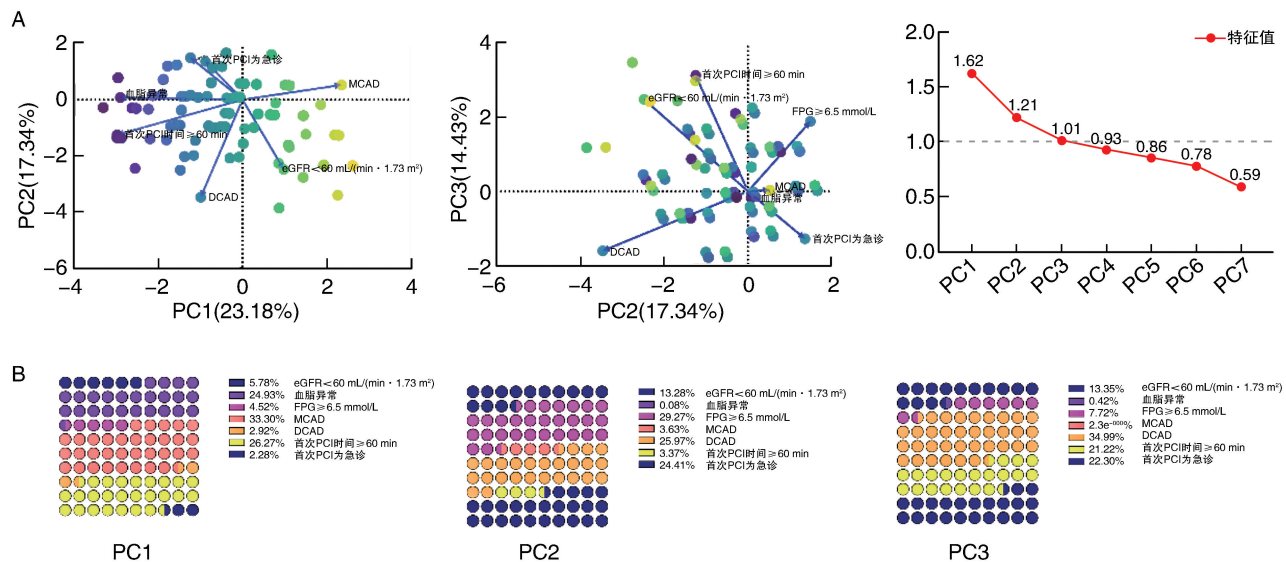 A
2
0
−2
−4
−6
−4
−2
0
2
4
PC2(17.34%)
PC1(23.18%)
首次PCI为急诊
MCAD
血脂异常
首次PCI时间≥60 min
eGFR<60 mL/(min·1.73 m²)
DCAD
4
2
0
−2
−6
−4
−2
0
2
PC3(14.43%)
PC2(17.34%)
首次PCI时间≥60 min
eGFR<60 mL/(min·1.73 m²)
FPG≥6.5 mmol/L
MCAD
血脂异常
首次PCI为急诊
DCAD
2.0
1.5
1.0
0.5
0.0
特征值
1.62
1.21
1.01
0.93
0.86
0.78
0.59
PC1
PC2
PC3
PC4
PC5
PC6
PC7
B
5.78% eGFR<60 mL/(min·1.73 m²)
24.93% 血脂异常
4.52% FPG≥6.5 mmol/L
33.30% MCAD
2.92% DCAD
26.27% 首次PCI时间≥60 min
2.28% 首次PCI为急诊
PC1
13.28% eGFR<60 mL/(min·1.73 m²)
0.08% 血脂异常
29.27% FPG≥6.5 mmol/L
3.63% MCAD
25.97% DCAD
3.37% 首次PCI时间≥60 min
24.41% 首次PCI为急诊
PC2
13.35% eGFR<60 mL/(min·1.73 m²)
0.42% 血脂异常
7.72% FPG≥6.5 mmol/L
2.3e⁻⁰⁰⁰% MCAD
34.99% DCAD
21.22% 首次PCI时间≥60 min
22.30% 首次PCI为急诊
PC3